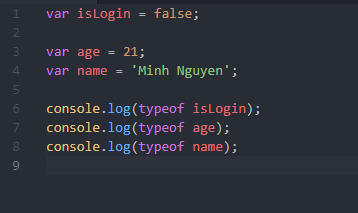 1 var isLogin = false;
2
3 var age = 21;
4 var name = 'Minh Nguyen';
5
6 console.log(typeof isLogin);
7 console.log(typeof age);
8 console.log(typeof name);
9